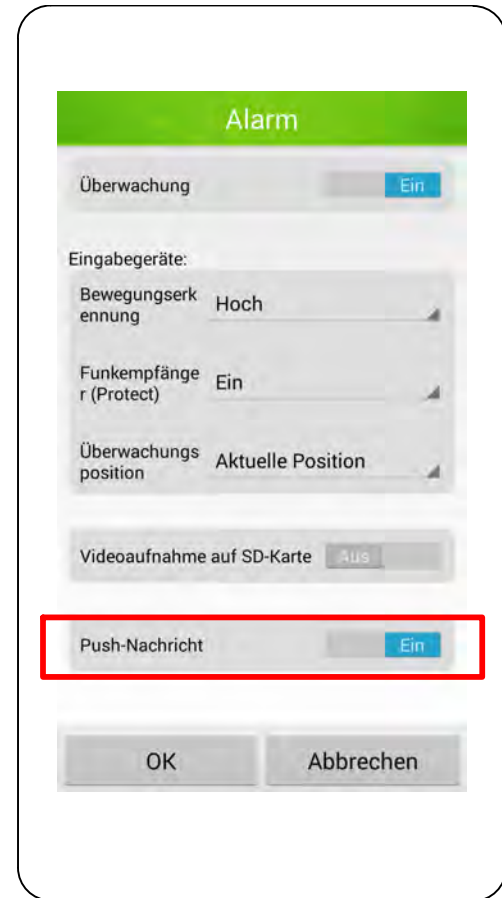 Alarm
Überwachung
Ein
Eingabegeräte:
Bewegungserk
ennung
Hoch
Funkempfänge
r (Protect)
Ein
Überwachungs
position
Aktuelle Position
Videoaufnahme auf SD-Karte
Aus
Push-Nachricht
Ein
OK
Abbrechen